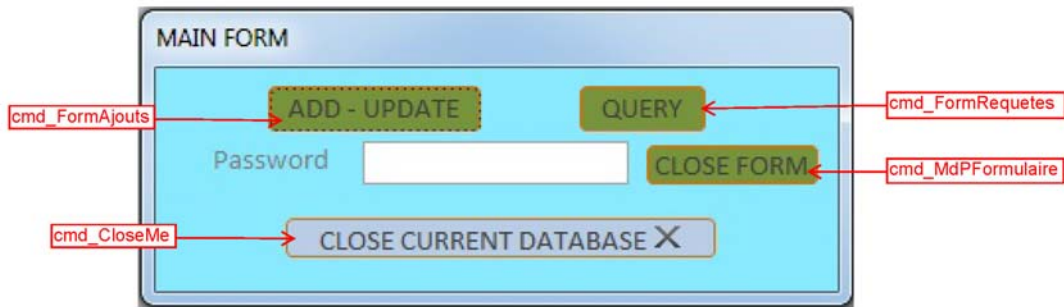 MAIN FORM
cmd_FormAjouts
ADD - UPDATE
QUERY
cmd_FormRequetes
Password
CLOSE FORM
cmd_MdPFormulaire
cmd_CloseMe
CLOSE CURRENT DATABASE X